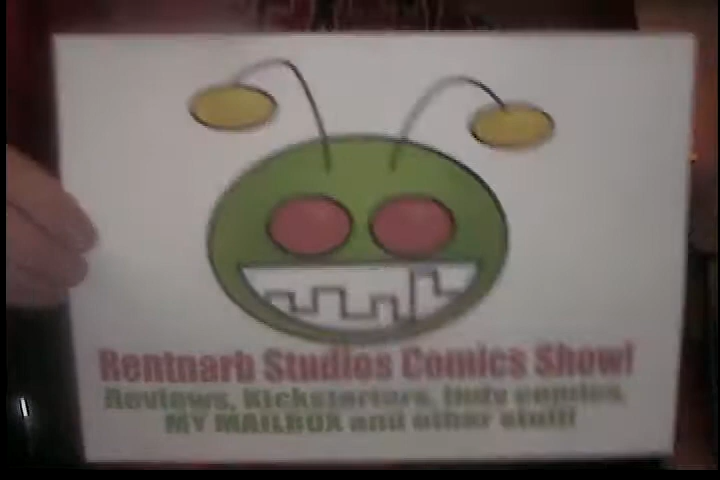 Rentnarb Studios Comics Show!
Reviews, Kickstarters, Indy comics,
MY MAILBOX and other stuff!